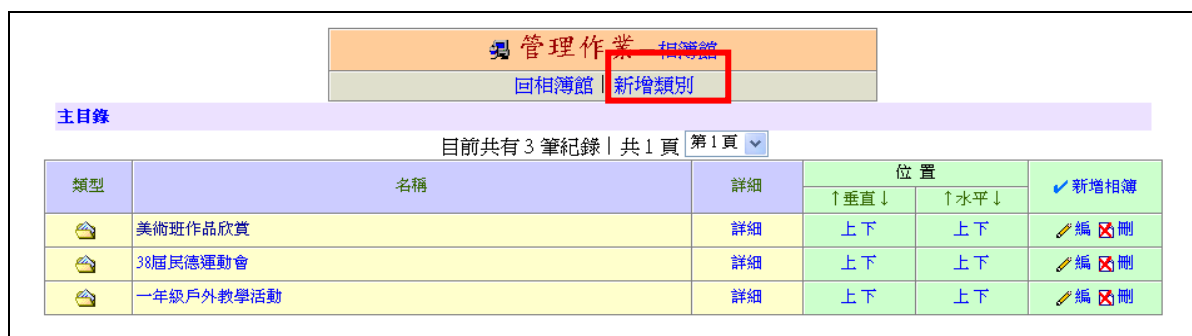 管理作業－相簿館
回相簿館 | 新增類別
主目錄
目前共有 3 筆紀錄 | 共 1 頁 第 1 頁
類型 名稱 詳細 位 置 ✔新增相簿
↑垂直↓ ↑水平↓
美術班作品欣賞 詳細 上 下 上 下 編 刪
38屆民德運動會 詳細 上 下 上 下 編 刪
一年級戶外教學活動 詳細 上 下 上 下 編 刪